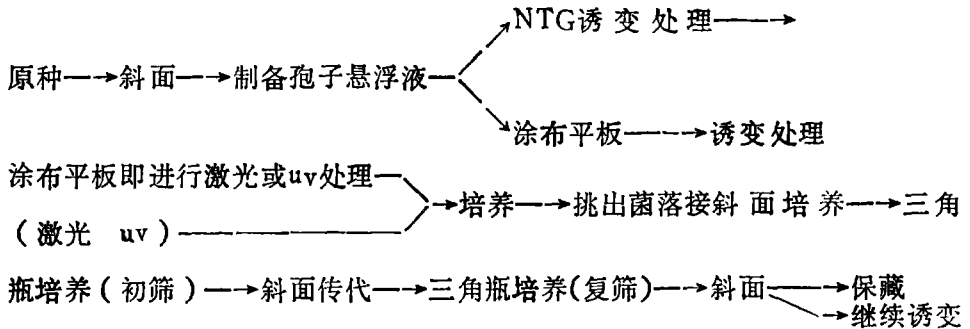 NTG诱变处理——→
原种——→斜面——→制备孢子悬浮液
涂布平板——→诱变处理
涂布平板即进行激光或uv处理
→培养——→挑出菌落接斜面培养——→三角
（激光 uv）
瓶培养(初筛)——→斜面传代——→三角瓶培养(复筛)——→斜面——→保藏
→继续诱变